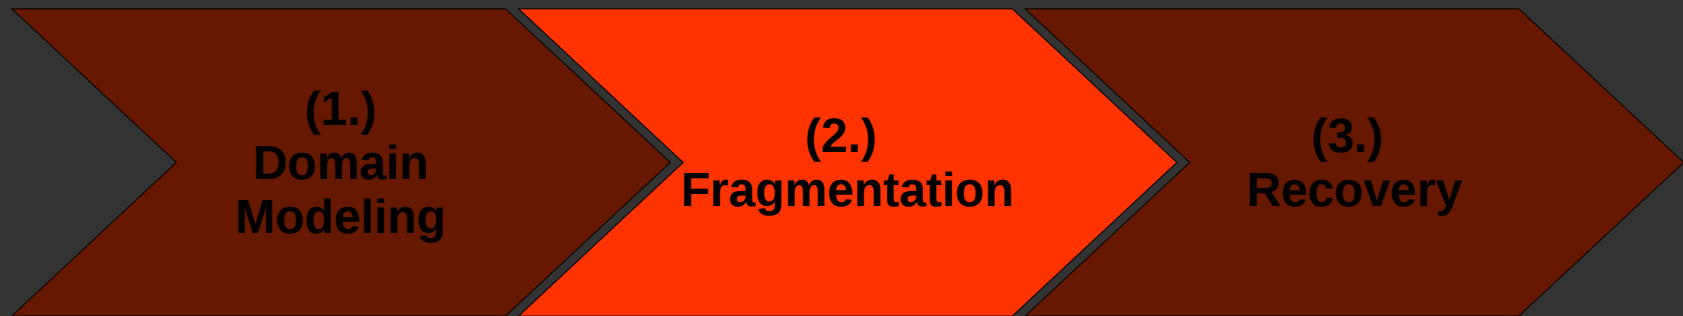 (1.)
Domain
Modeling
(2.)
Fragmentation
(3.)
Recovery